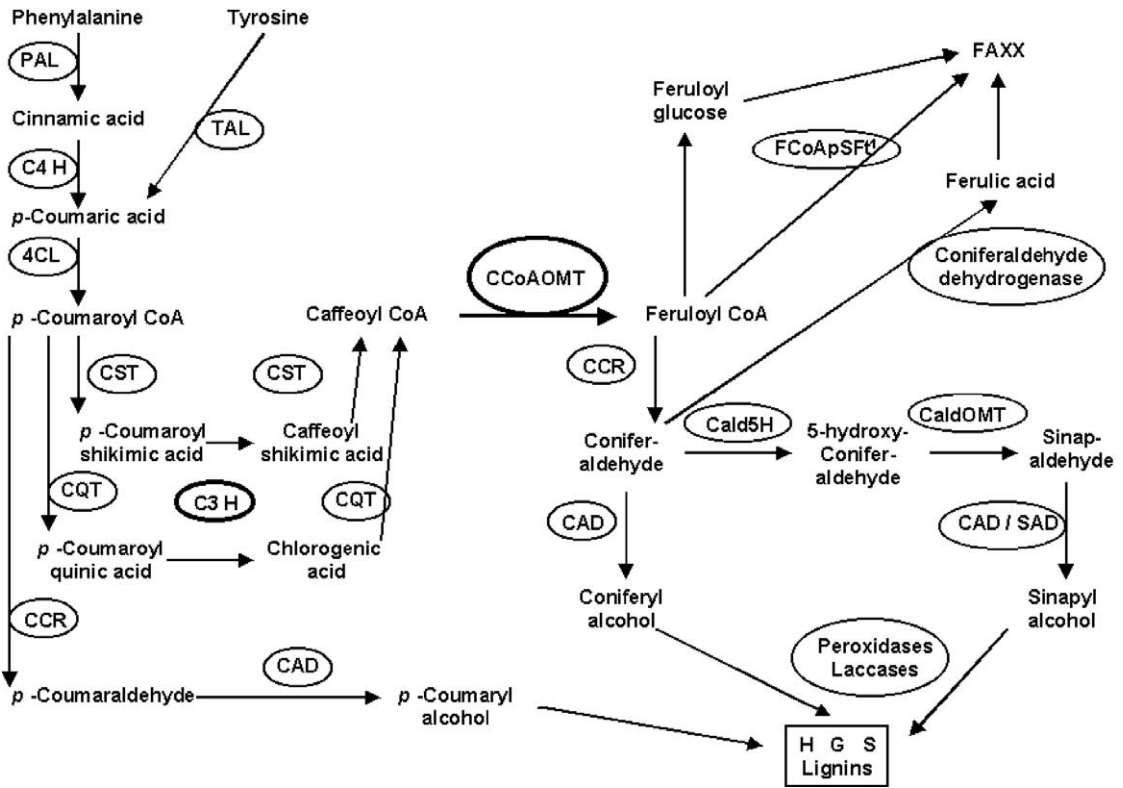 Phenylalanine
Tyrosine
PAL
Cinnamic acid
TAL
C4 H
p-Coumaric acid
4CL
p -Coumaroyl CoA
Caffeoyl CoA
CCoAOMT
Feruloyl CoA
Feruloyl
glucose
FAXX
FCoApSFt¹
Ferulic acid
Coniferaldehyde
dehydrogenase
CST
CST
CCR
p -Coumaroyl
shikimic acid
Caffeoyl
shikimic acid
Conifer-
aldehyde
Cald5H
5-hydroxy-
Conifer-
aldehyde
CaldOMT
Sinap-
aldehyde
CQT
C3 H
CQT
CAD
CAD / SAD
p -Coumaroyl
quinic acid
Chlorogenic
acid
Coniferyl
alcohol
Sinapyl
alcohol
CCR
CAD
Peroxidases
Laccases
p -Coumaraldehyde
p -Coumaryl
alcohol
H G S
Lignins